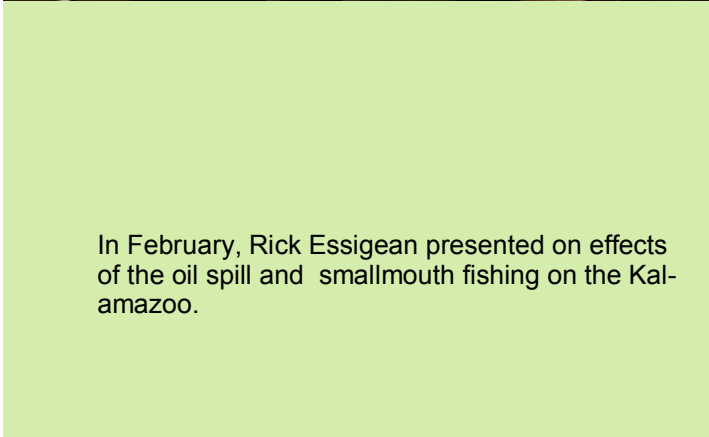 In February, Rick Essigean presented on effects
of the oil spill and  smallmouth fishing on the Kal-
amazoo.